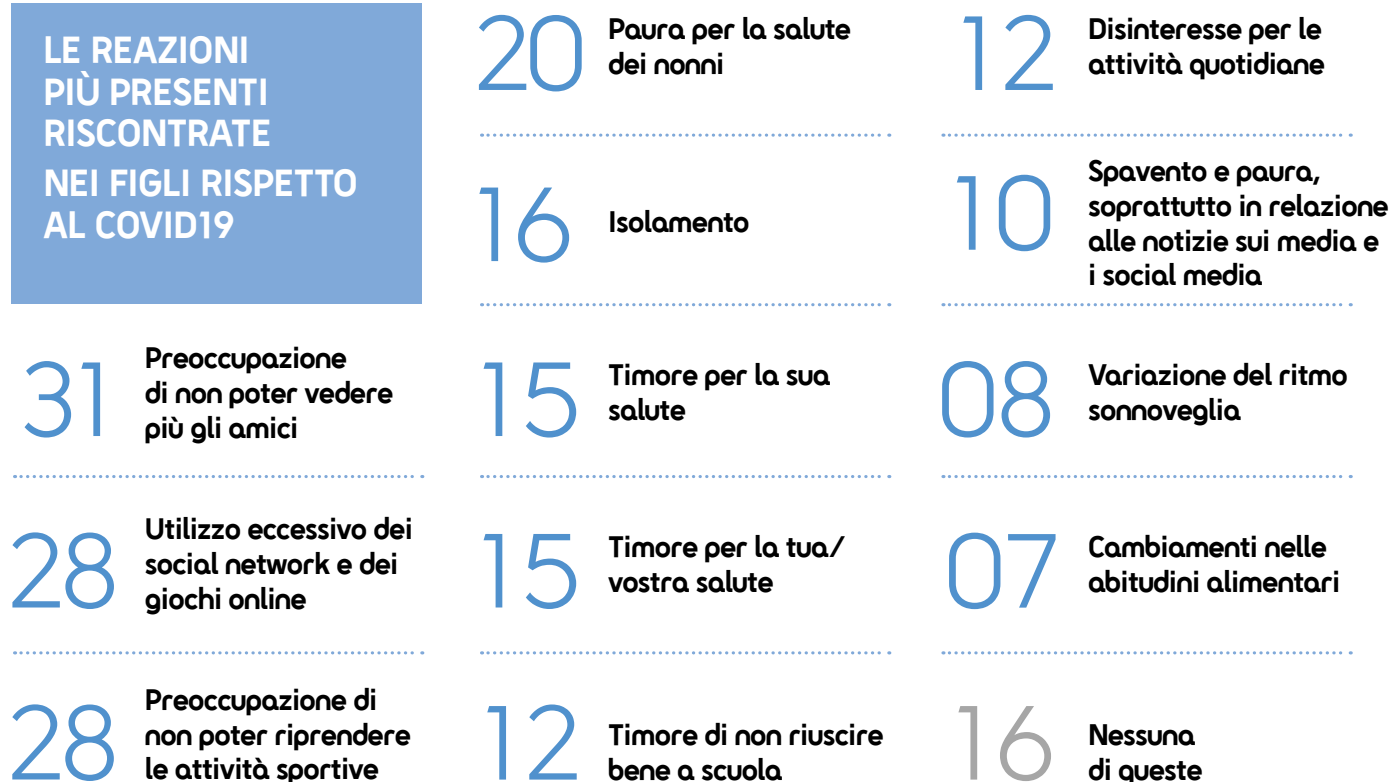 LE REAZIONI
PIÙ PRESENTI
RISCONTRATE
NEI FIGLI RISPETTO
AL COVID19
31
Preoccupazione
di non poter vedere
più gli amici
28
Utilizzo eccessivo dei
social network e dei
giochi online
28
Preoccupazione di
non poter riprendere
le attività sportive
20
Paura per la salute
dei nonni
16
Isolamento
15
Timore per la sua
salute
15
Timore per la tua/
vostra salute
12
Timore di non riuscire
bene a scuola
12
Disinteresse per le
attività quotidiane
10
Spavento e paura,
soprattutto in relazione
alle notizie sui media e
i social media
08
Variazione del ritmo
sonnoveglia
07
Cambiamenti nelle
abitudini alimentari
16
Nessuna
di queste